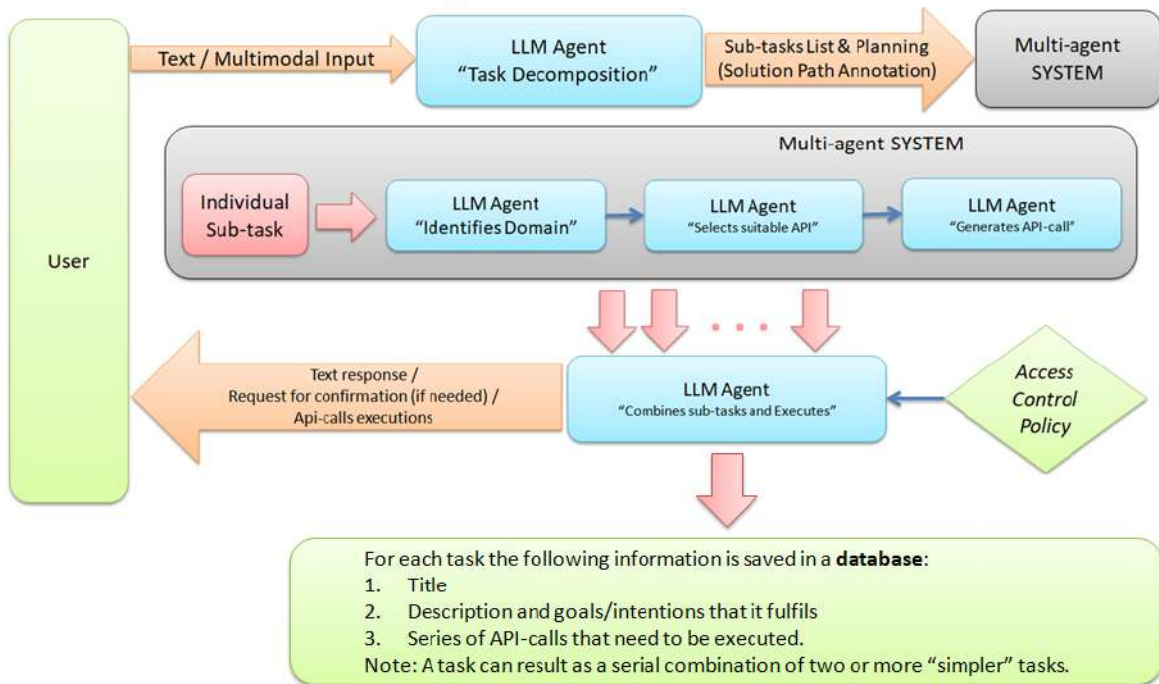 User
Text / Multimodal Input
LLM Agent
“Task Decomposition”
Sub-tasks List & Planning
(Solution Path Annotation)
Multi-agent
SYSTEM
Multi-agent SYSTEM
Individual
Sub-task
LLM Agent
“Identifies Domain”
LLM Agent
“Selects suitable API”
LLM Agent
“Generates API-call”
Text response /
Request for confirmation (if needed) /
Api-calls executions
LLM Agent
“Combines sub-tasks and Executes”
Access
Control
Policy
For each task the following information is saved in a database:
1. Title
2. Description and goals/intentions that it fulfils
3. Series of API-calls that need to be executed.
Note: A task can result as a serial combination of two or more “simpler” tasks.